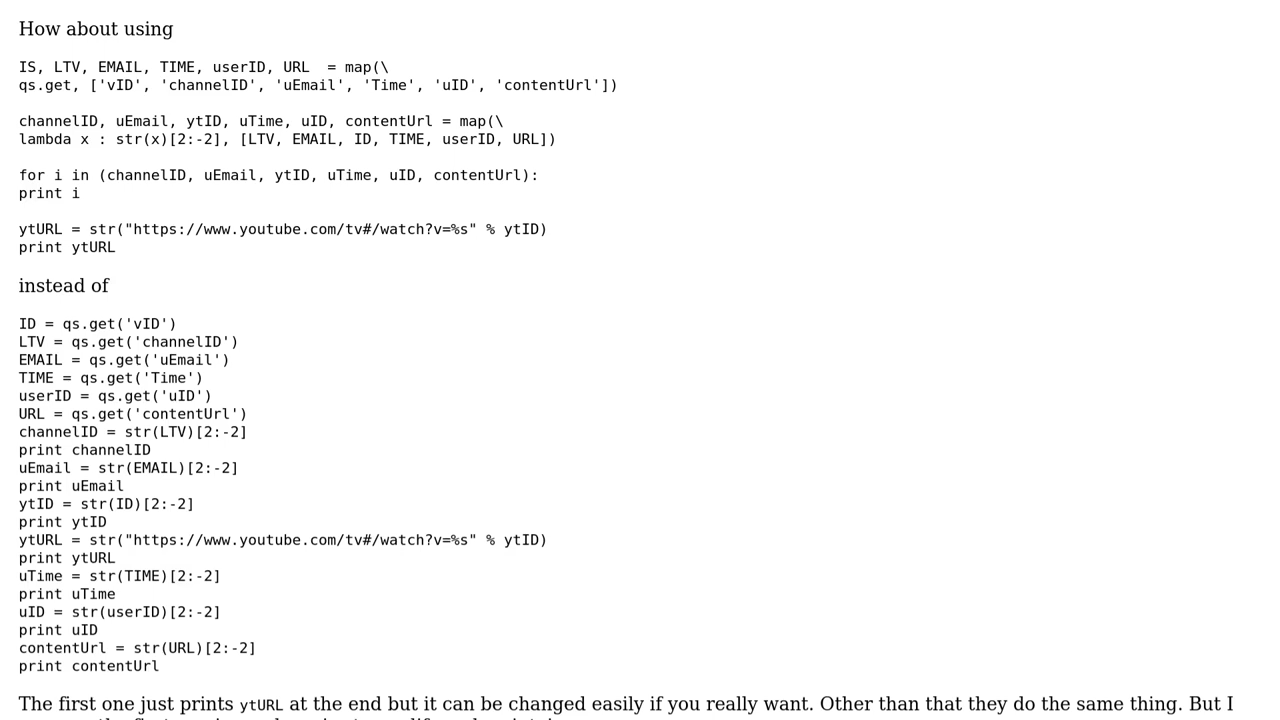 How about using
IS, LTV, EMAIL, TIME, userID, URL  = map(\
qs.get, ['vID', 'channelID', 'uEmail', 'Time', 'uID', 'contentUrl'])
channelID, uEmail, ytID, uTime, uID, contentUrl = map(\
lambda x : str(x)[2:-2], [LTV, EMAIL, ID, TIME, userID, URL])
for i in (channelID, uEmail, ytID, uTime, uID, contentUrl):
print i
ytURL = str("https://www.youtube.com/tv#/watch?v=%s" % ytID)
print ytURL
instead of
ID = qs.get('vID')
LTV = qs.get('channelID')
EMAIL = qs.get('uEmail')
TIME = qs.get('Time')
userID = qs.get('uID')
URL = qs.get('contentUrl')
channelID = str(LTV)[2:-2]
print channelID
uEmail = str(EMAIL)[2:-2]
print uEmail
ytID = str(ID)[2:-2]
print ytID
ytURL = str("https://www.youtube.com/tv#/watch?v=%s" % ytID)
print ytURL
uTime = str(TIME)[2:-2]
print uTime
uID = str(userID)[2:-2]
print uID
contentUrl = str(URL)[2:-2]
print contentUrl
The first one just prints ytURL at the end but it can be changed easily if you really want. Other than that they do the same thing. But I